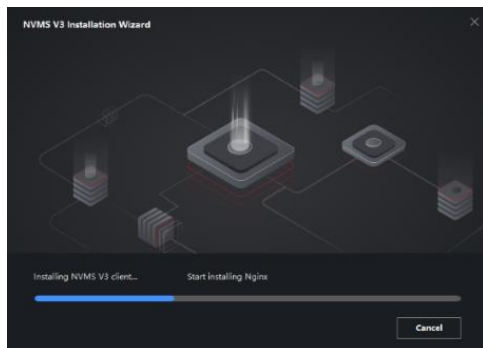 NVMS V3 Installation Wizard
Installing NVMS V3 client... Start installing Nginx
Cancel